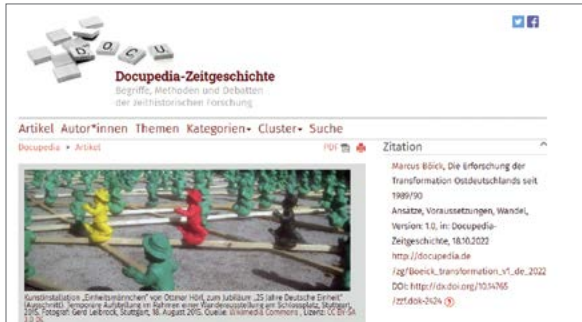 DOCU
Docupedia-Zeitgeschichte
Begriffe, Methoden und Debatten
der zeithistorischen Forschung
Artikel Autor*innen Themen Kategorien Cluster Suche
Docupedia Artikel
PDF
Kunstinstallation „Einheitsmännchen" von Ottmar Hörl, zum Jubiläum „25 Jahre Deutsche Einheit"
(Ausschnitt). Temporäre Aufstellung im Rahmen einer Wanderausstellung am Schlossplatz, Stuttgart,
2015. Fotograf: Gerd Leibrock, Stuttgart, 16. August 2015. Quelle: Wikimedia Commons, Lizenz: CC BY-SA
3.0 DE
Zitation
Marcus Böick, Die Erforschung der
Transformation Ostdeutschlands seit
1989/90
Ansätze, Voraussetzungen, Wandel,
Version: 1.0, in: Docupedia-
Zeitgeschichte, 18.10.2022
http://docupedia.de
/zg/Boeick_transformation_v1_de_2022
DOI: http://dx.doi.org/10.14765
/zzf.dok-2424